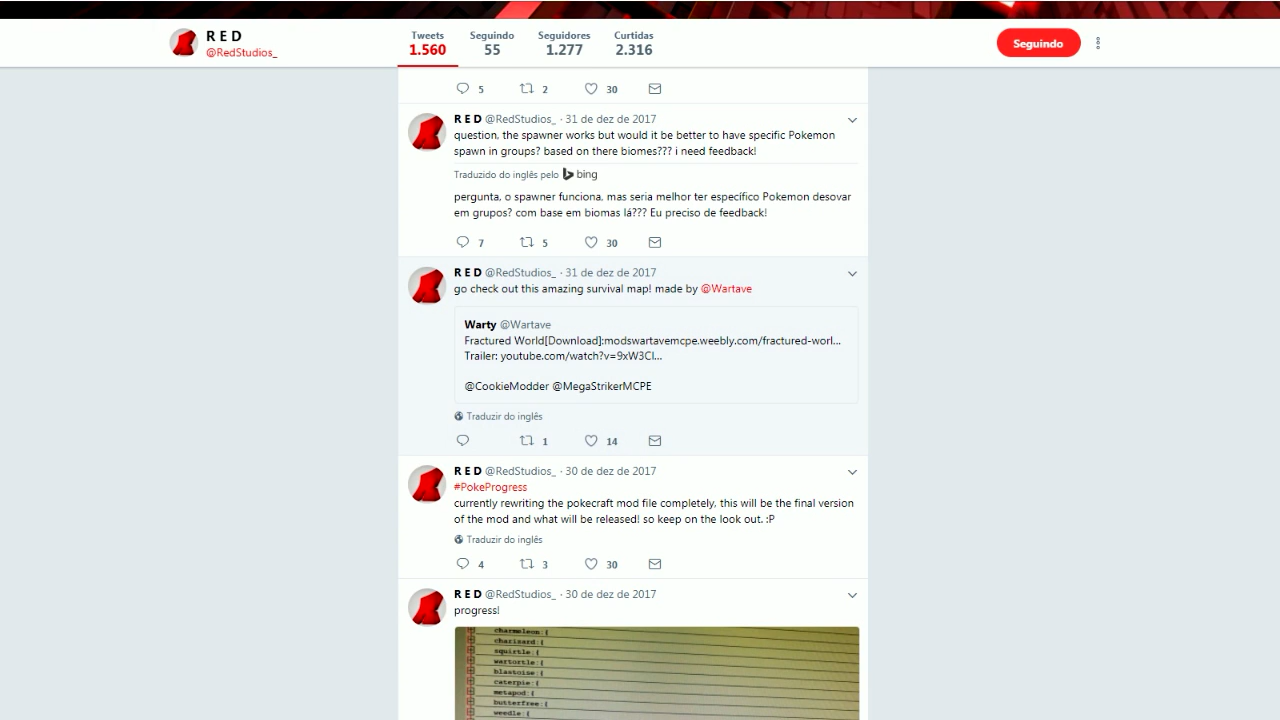 R E D
@RedStudios_
Tweets
1.560
Seguindo
55
Seguidores
1.277
Curtidas
2.316
Seguindo
5 2 30
R E D @RedStudios_ · 31 de dez de 2017
question, the spawner works but would it be better to have specific Pokemon
spawn in groups? based on there biomes??? i need feedback!
Traduzido do inglês pelo bing
pergunta, o spawner funciona, mas seria melhor ter específico Pokemon desovar
em grupos? com base em biomas lá??? Eu preciso de feedback!
7 5 30
R E D @RedStudios_ · 31 de dez de 2017
go check out this amazing survival map! made by @Wartave
Warty @Wartave
Fractured World[Download]:modswartavemcpe.weebly.com/fractured-worl...
Trailer: youtube.com/watch?v=9xW3Cl...
@CookieModder @MegaStrikerMCPE
Traduzir do inglês
1 14
R E D @RedStudios_ · 30 de dez de 2017
#PokeProgress
currently rewriting the pokecraft mod file completely, this will be the final version
of the mod and what will be released! so keep on the look out. :P
Traduzir do inglês
4 3 30
R E D @RedStudios_ · 30 de dez de 2017
progress!
charmeleon:{
charizard:{
squirtle:{
wartortle:{
blastoise:{
caterpie:{
metapod:{
butterfree:{
weedle:{